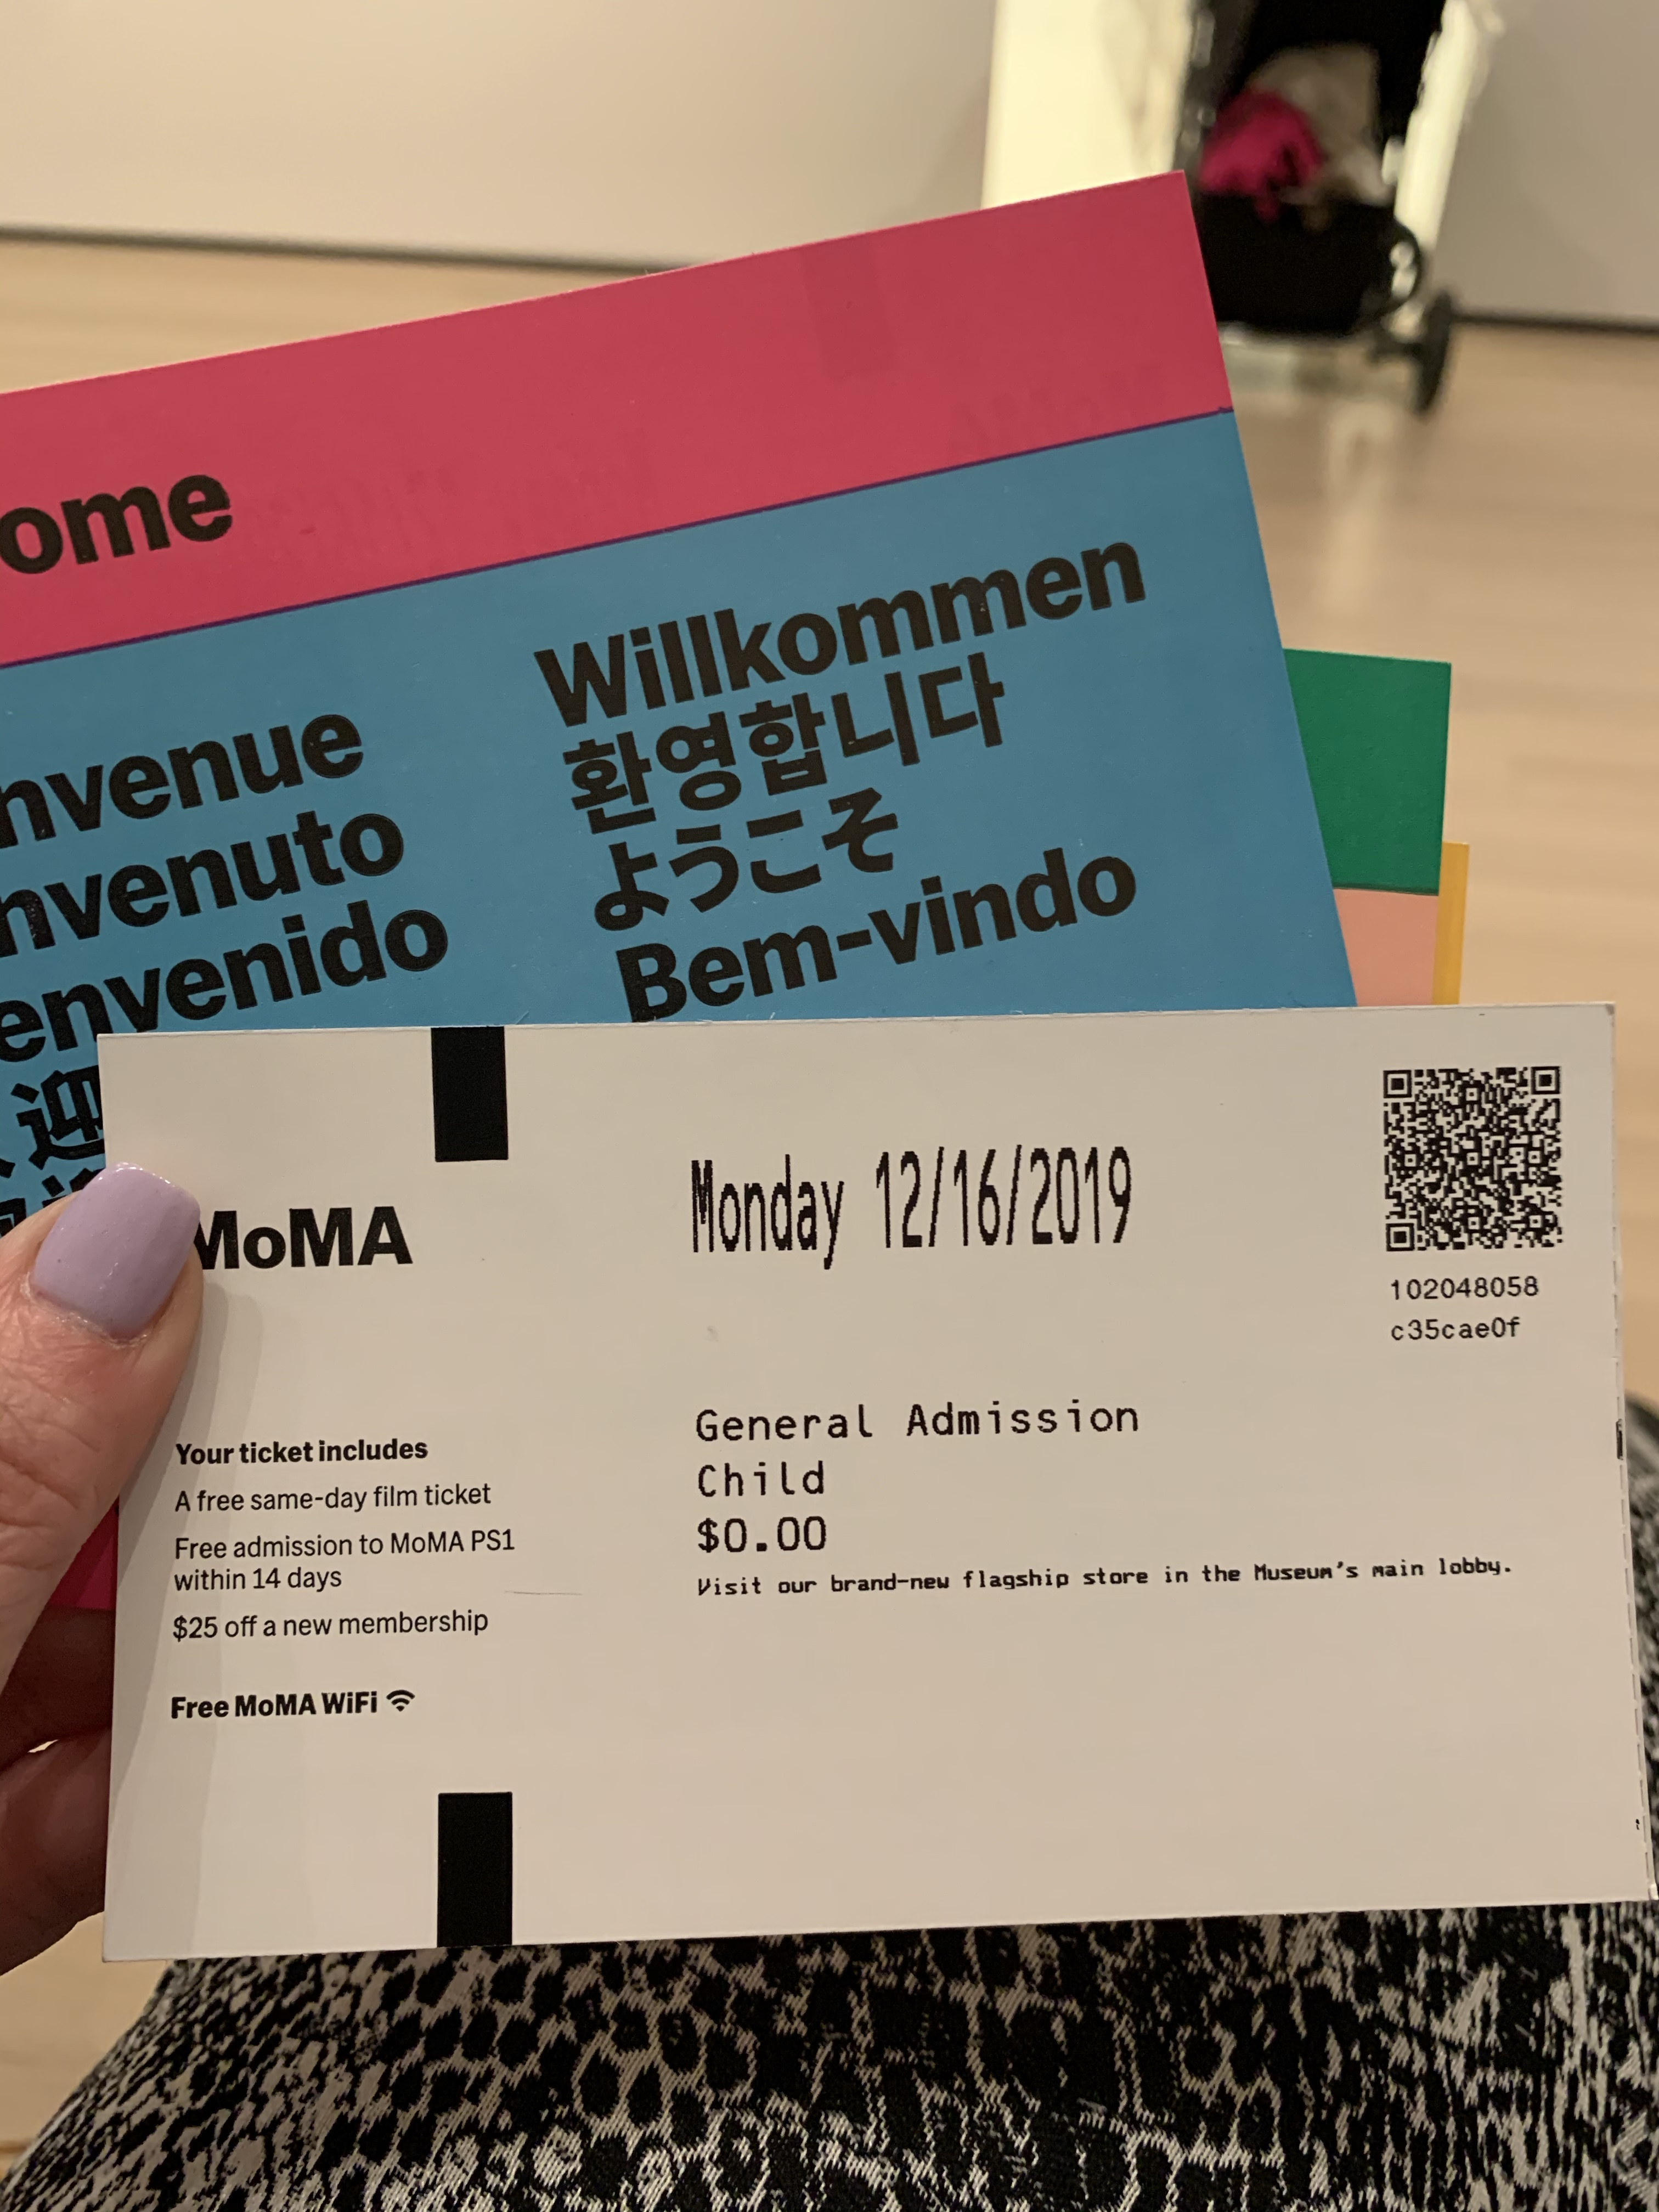 ome
nvenue
nvenuto
envenido
迎
Willkommen
환영합니다
ようこそ
Bem-vindo
MoMA
Your ticket includes
A free same-day film ticket
Free admission to MoMA PS1
within 14 days
$25 off a new membership
Free MoMA WiFi
Monday 12/16/2019
General Admission
Child
$0.00
Visit our brand-new flagship store in the Museum's main lobby.
102048058
c35cae0f